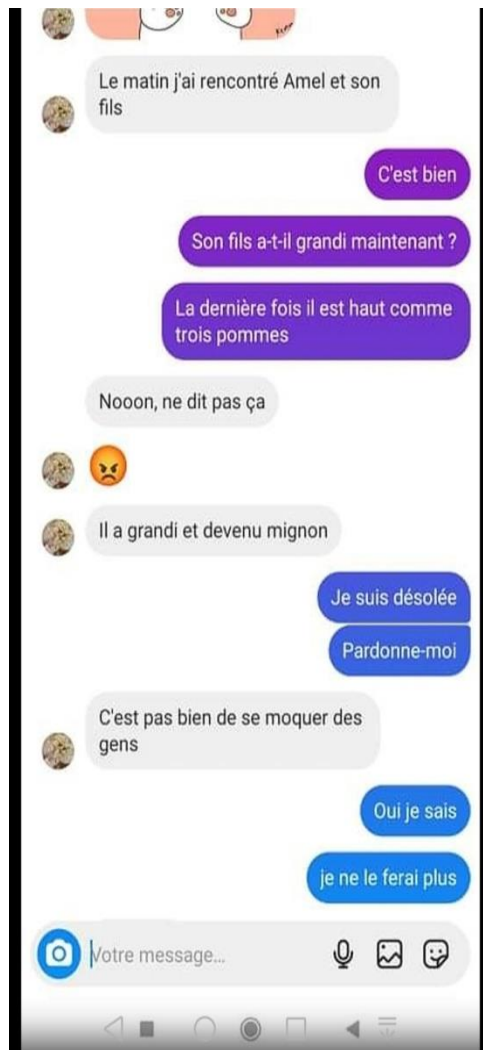 Le matin j'ai rencontré Amel et son
fils
C'est bien
Son fils a-t-il grandi maintenant ?
La dernière fois il est haut comme
trois pommes
Nooon, ne dit pas ça
Il a grandi et devenu mignon
Je suis désolée
Pardonne-moi
C'est pas bien de se moquer des
gens
Oui je sais
je ne le ferai plus
Votre message...